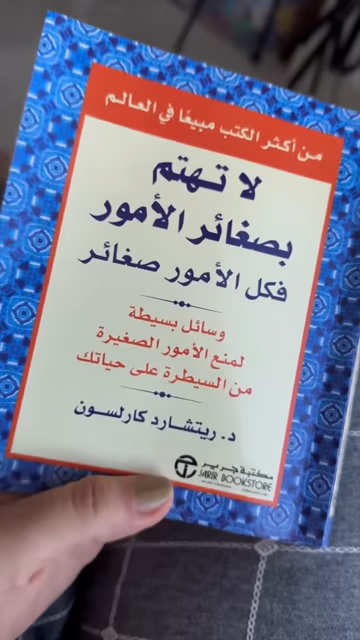 من أكثر الكتب مبيعًا في العالم
لا تهتم
بصغائر الأمور
فكل الأمور صغائر
وسائل بسيطة
لمنع الأمور الصغيرة
من السيطرة على حياتك
د. ريتشارد كارلسون
مكتبة جرير
JARIR BOOKSTORE